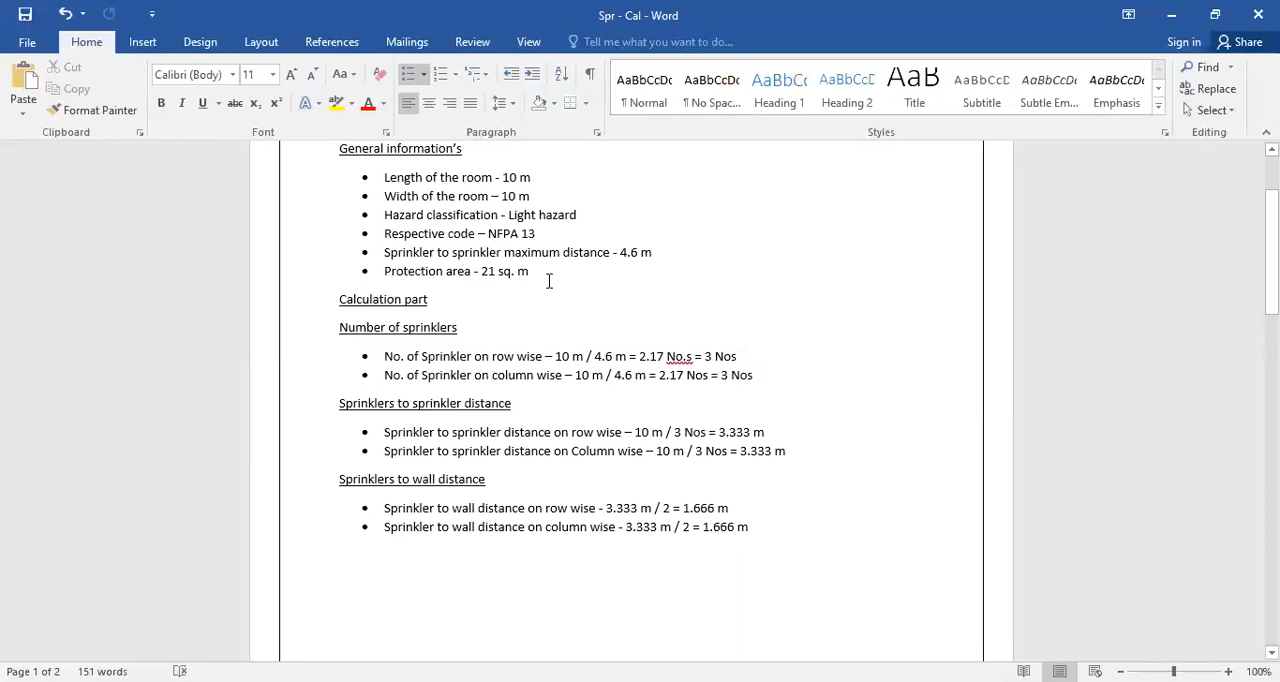 Spr - Cal - Word
File Home Insert Design Layout References Mailings Review View Tell me what you want to do... Sign in Share
Paste Cut Copy Format Painter
Calibri (Body) 11
Clipboard Font Paragraph Styles Editing
AaBbCcDc AaBbCcDc AaBbCc AaBbCcD AaB AaBbCcD AaBbCcDc AaBbCcDc
¶ Normal ¶ No Spac... Heading 1 Heading 2 Title Subtitle Subtle Em... Emphasis
Find
Replace
Select
General information’s
• Length of the room - 10 m
• Width of the room – 10 m
• Hazard classification - Light hazard
• Respective code – NFPA 13
• Sprinkler to sprinkler maximum distance - 4.6 m
• Protection area - 21 sq. m
Calculation part
Number of sprinklers
• No. of Sprinkler on row wise – 10 m / 4.6 m = 2.17 No.s = 3 Nos
• No. of Sprinkler on column wise – 10 m / 4.6 m = 2.17 Nos = 3 Nos
Sprinklers to sprinkler distance
• Sprinkler to sprinkler distance on row wise – 10 m / 3 Nos = 3.333 m
• Sprinkler to sprinkler distance on Column wise – 10 m / 3 Nos = 3.333 m
Sprinklers to wall distance
• Sprinkler to wall distance on row wise - 3.333 m / 2 = 1.666 m
• Sprinkler to wall distance on column wise - 3.333 m / 2 = 1.666 m
Page 1 of 2 151 words 100%